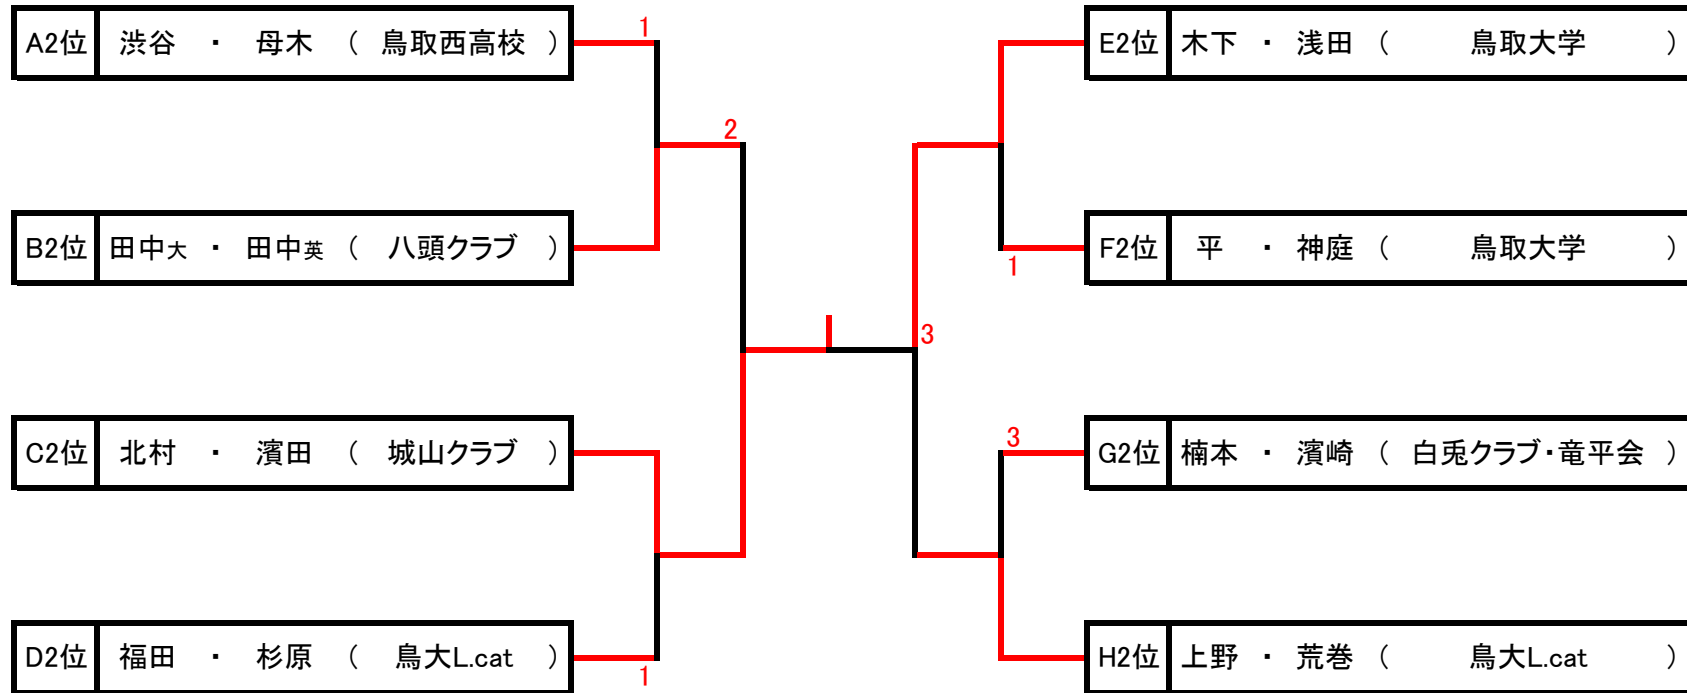 A2位 渋谷 ・ 母木 ( 鳥取西高校 )
1
2
B2位 田中大 ・ 田中英 ( 八頭クラブ )
C2位 北村 ・ 濱田 ( 城山クラブ )
D2位 福田 ・ 杉原 ( 鳥大L.cat )
1
E2位 木下 ・ 浅田 ( 鳥取大学 )
F2位 平 ・ 神庭 ( 鳥取大学 )
1
3
3
G2位 楠本 ・ 濱崎 ( 白兎クラブ・竜平会 )
H2位 上野 ・ 荒巻 ( 鳥大L.cat )